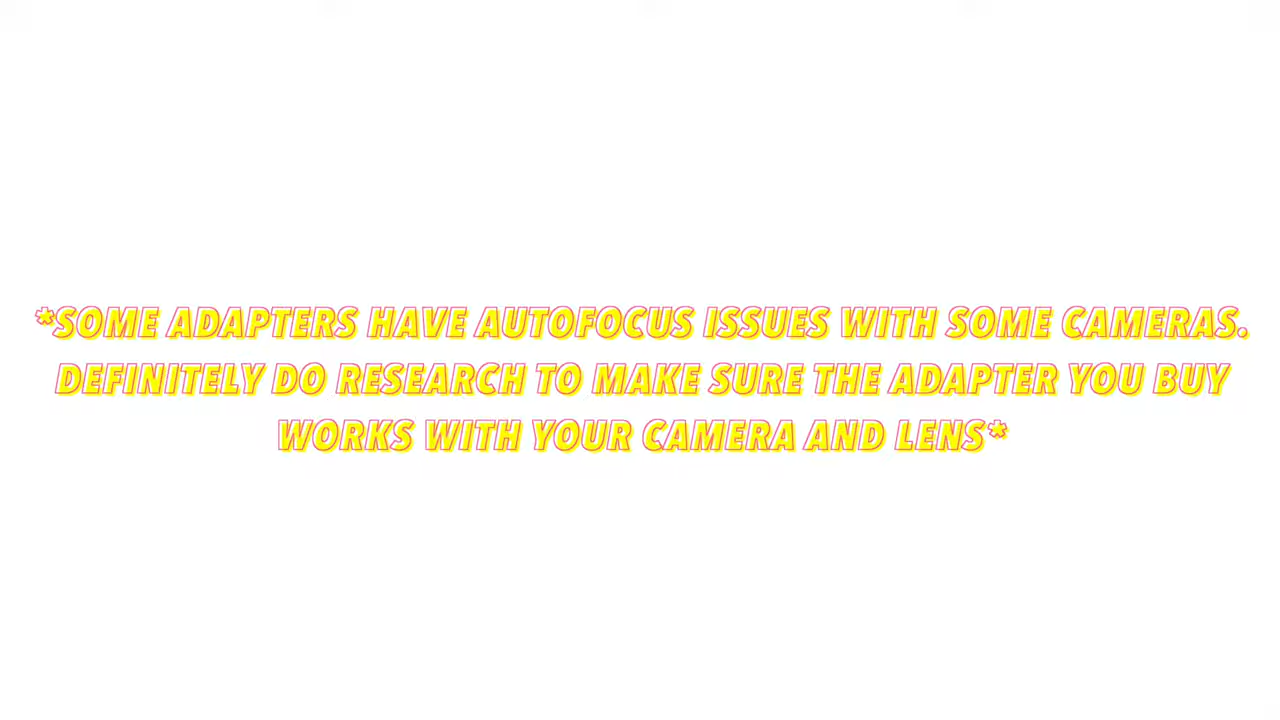 *SOME ADAPTERS HAVE AUTOFOCUS ISSUES WITH SOME CAMERAS.
DEFINITELY DO RESEARCH TO MAKE SURE THE ADAPTER YOU BUY
WORKS WITH YOUR CAMERA AND LENS*